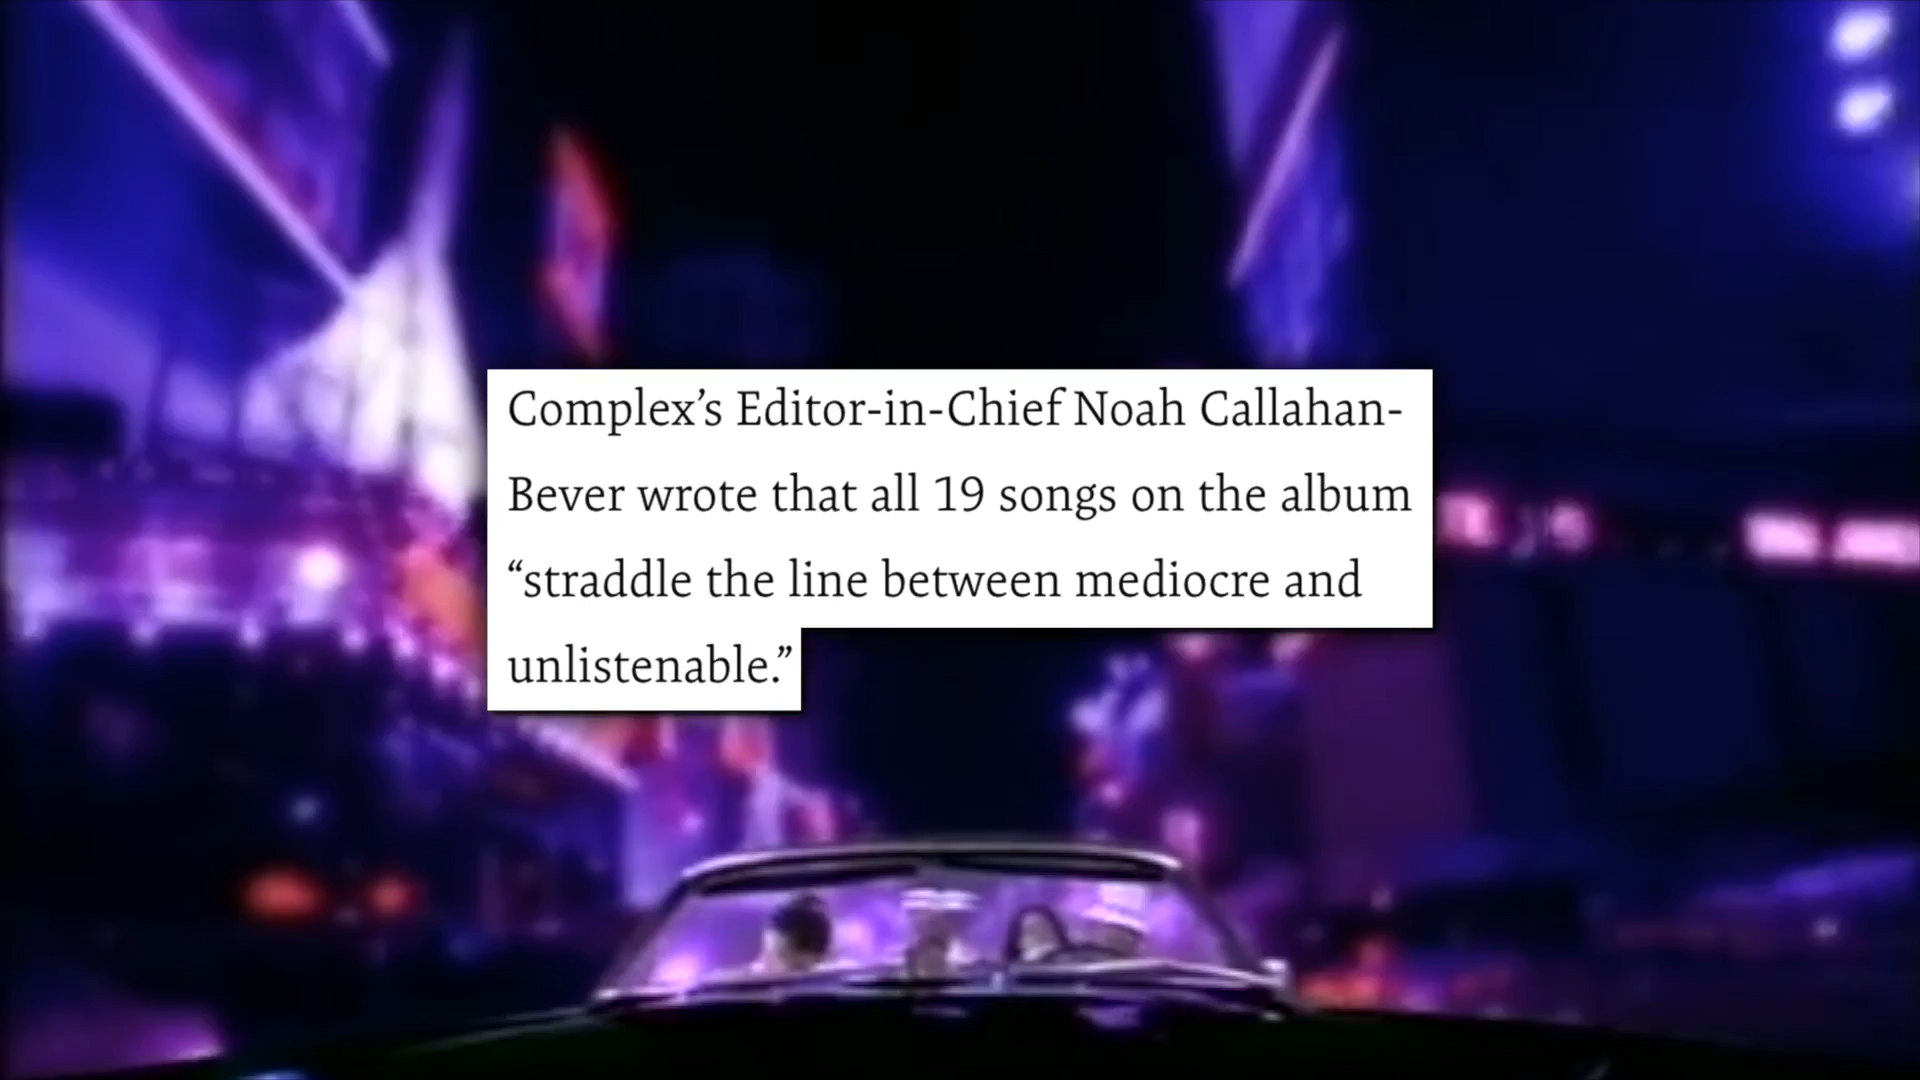 Complex’s Editor-in-Chief Noah Callahan-
Bever wrote that all 19 songs on the album
“straddle the line between mediocre and
unlistenable.”